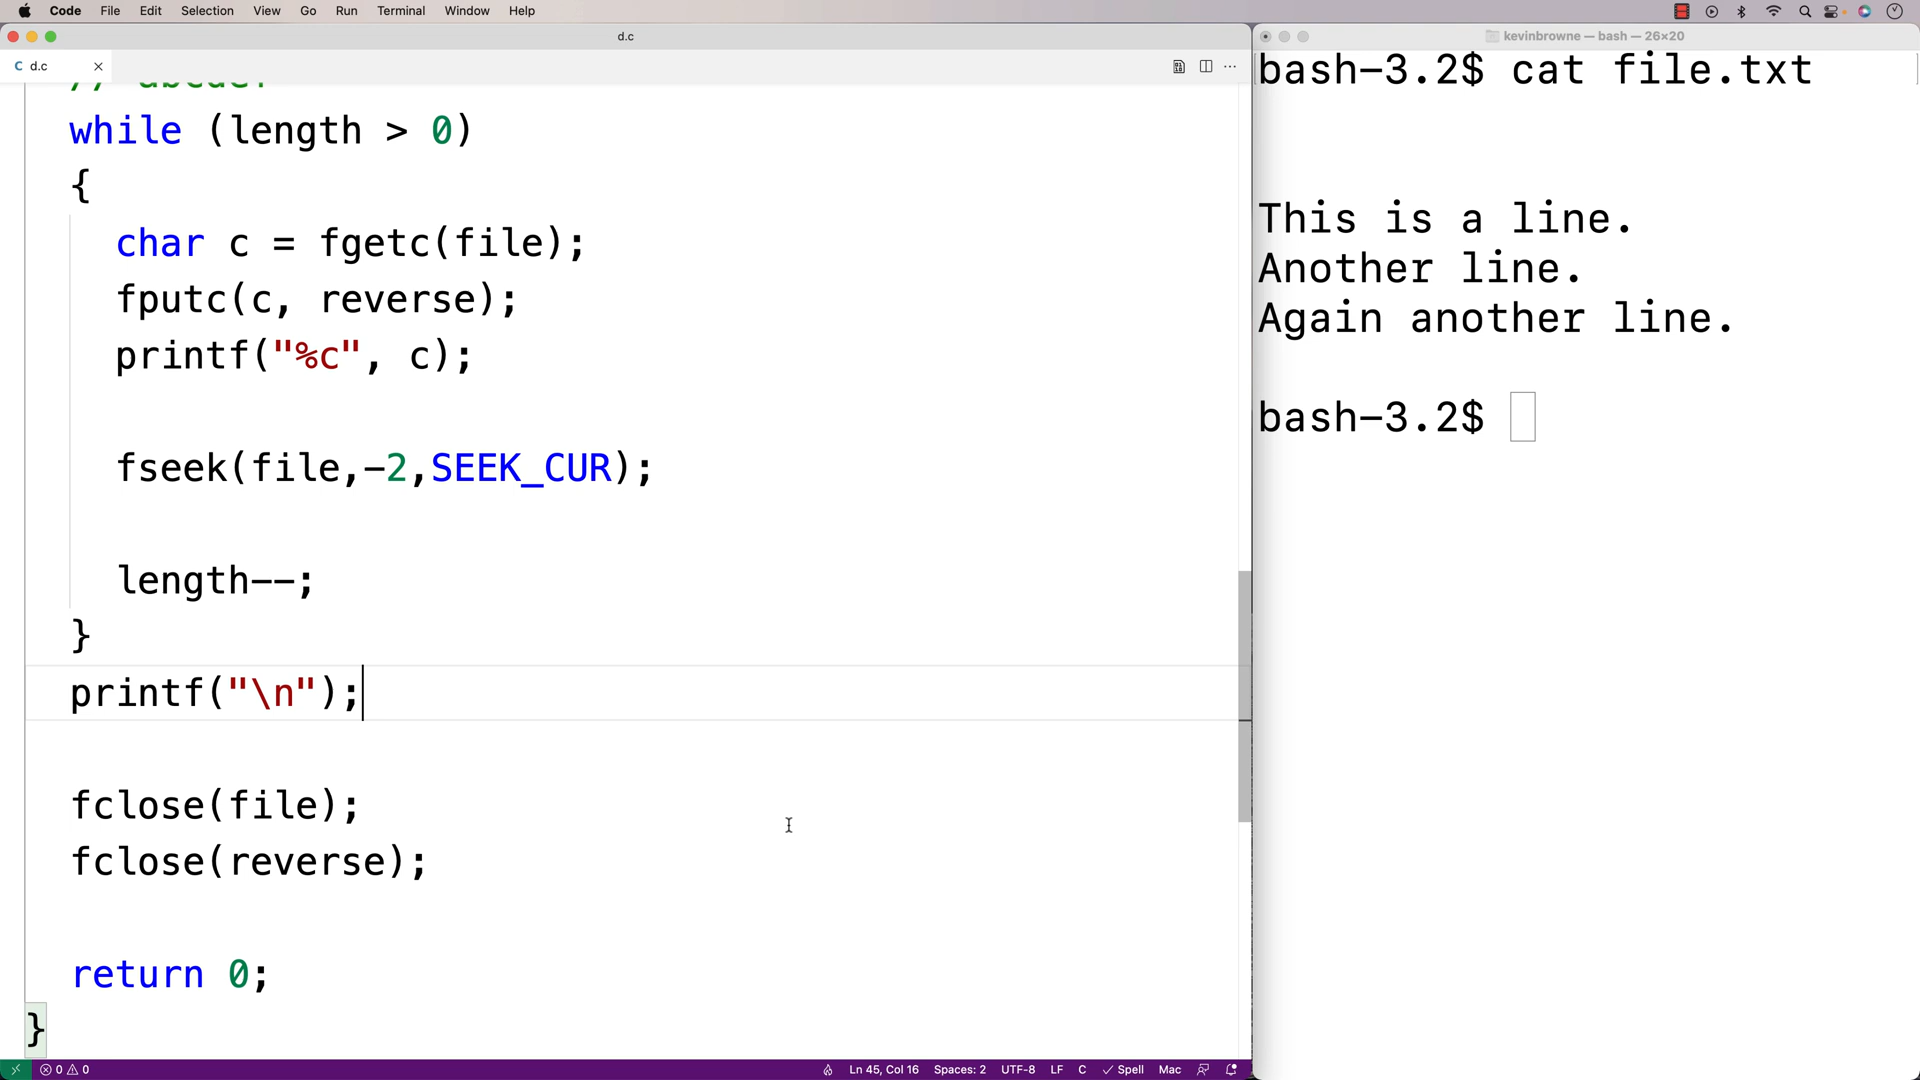 Code File Edit Selection View Go Run Terminal Window Help
d.c
kevinbrowne — bash — 26×20
C d.c
while (length > 0)
{
char c = fgetc(file);
fputc(c, reverse);
printf("%c", c);
fseek(file,-2,SEEK_CUR);
length--;
}
printf("\n");
fclose(file);
fclose(reverse);
return 0;
}
0 0 Ln 45, Col 16 Spaces: 2 UTF-8 LF C Spell Mac
bash-3.2$ cat file.txt
This is a line.
Another line.
Again another line.
bash-3.2$